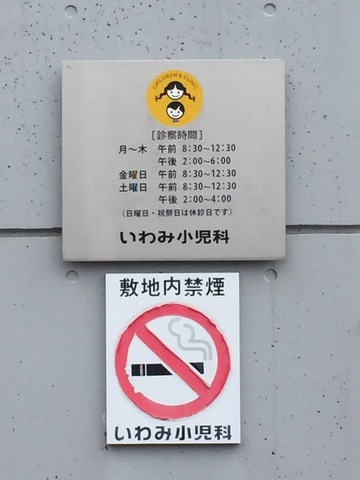 CHILDREN'S CLINIC
[診察時間]
月～木 午前 8:30～12:30
午後 2:00～6:00
金曜日 午前 8:30～12:30
土曜日 午前 8:30～12:30
午後 2:00～4:00
(日曜日・祝祭日は休診日です)
いわみ小児科
敷地内禁煙
いわみ小児科